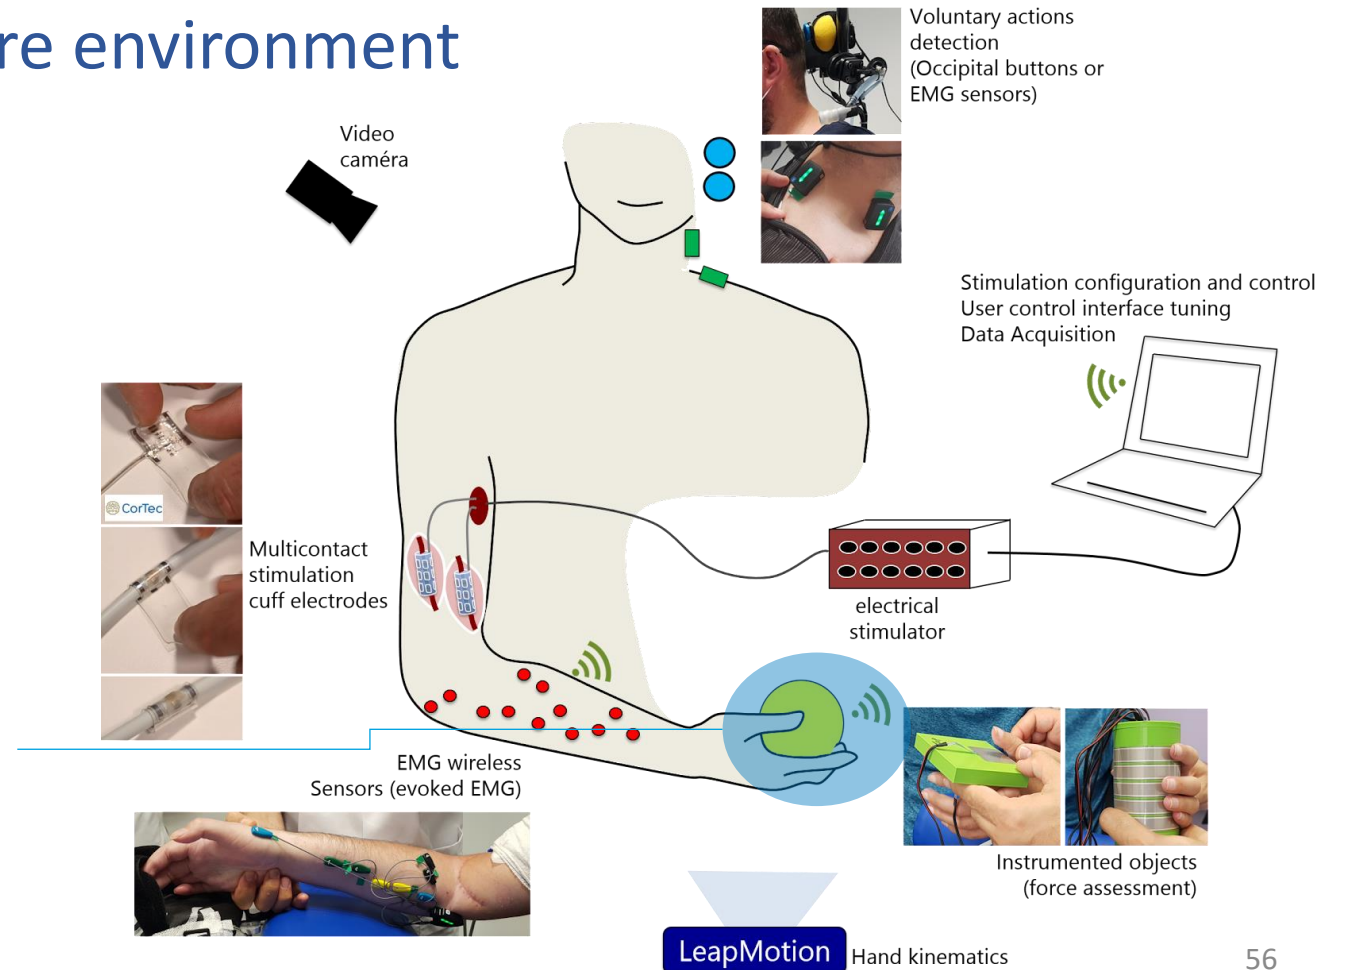 re environment
Voluntary actions
detection
(Occipital buttons or
EMG sensors)
Video
caméra
Stimulation configuration and control
User control interface tuning
Data Acquisition
CorTec
Multicontact
stimulation
cuff electrodes
electrical
stimulator
EMG wireless
Sensors (evoked EMG)
Instrumented objects
(force assessment)
LeapMotion
Hand kinematics
56